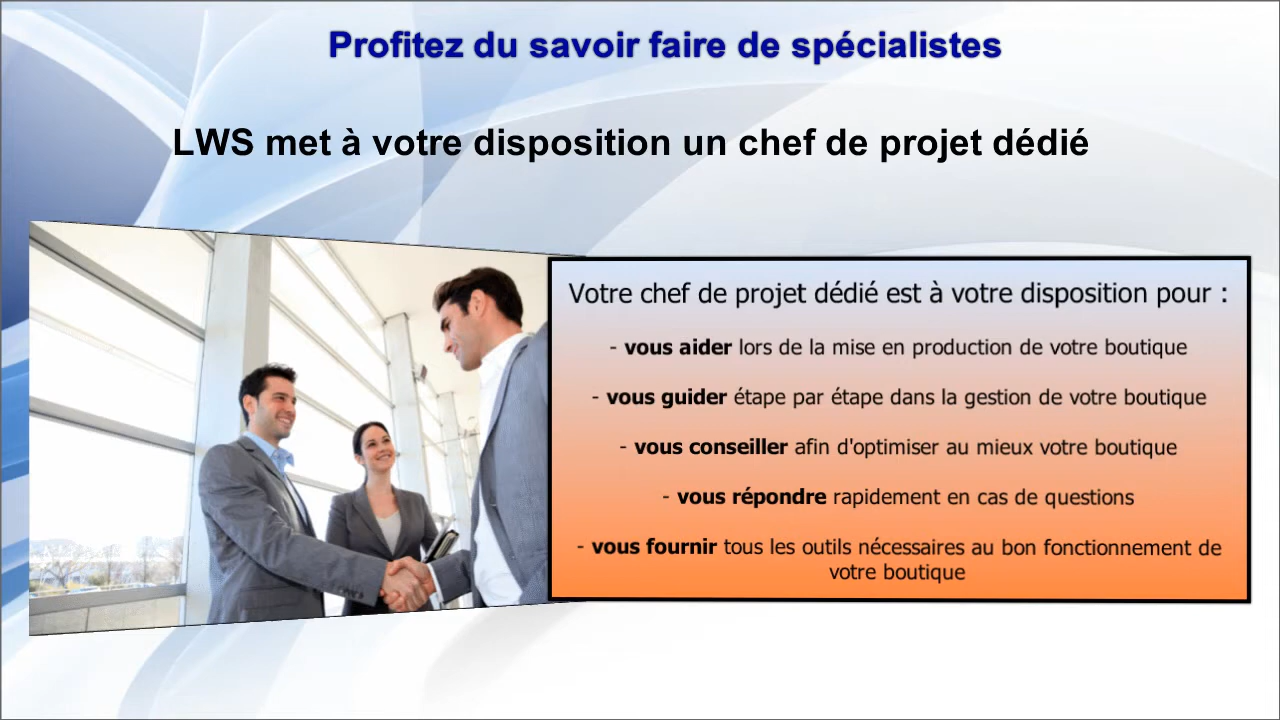 Profitez du savoir faire de spécialistes
LWS met à votre disposition un chef de projet dédié
Votre chef de projet dédié est à votre disposition pour :
- vous aider lors de la mise en production de votre boutique
- vous guider étape par étape dans la gestion de votre boutique
- vous conseiller afin d'optimiser au mieux votre boutique
- vous répondre rapidement en cas de questions
- vous fournir tous les outils nécessaires au bon fonctionnement de
votre boutique